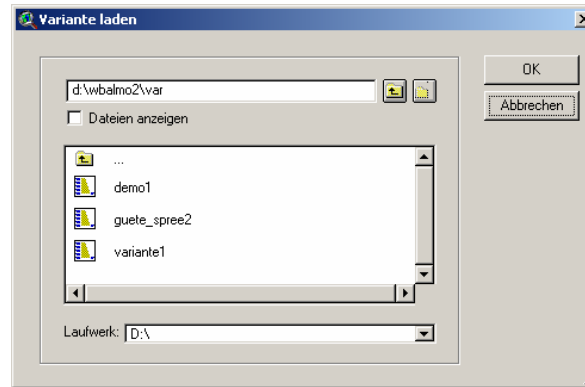 Variante laden
d:\wbalmo2\var
Dateien anzeigen
...
demo1
guete_spree2
variante1
Laufwerk: D:\
OK
Abbrechen